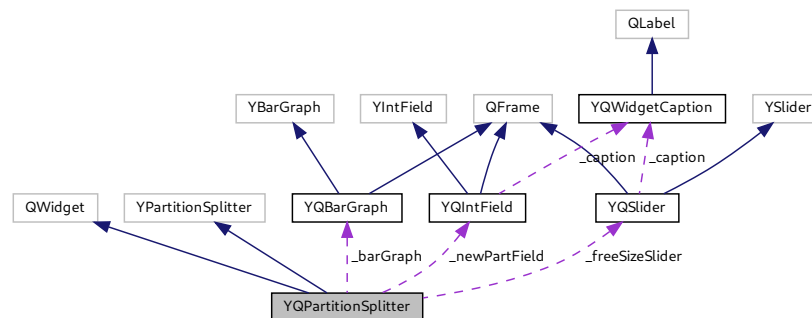 QLabel
YBarGraph
YIntField
QFrame
YQWidgetCaption
YSlider
_caption
_caption
QWidget
YPartitionSplitter
YQBarGraph
YQIntField
YQSlider
_barGraph
_newPartField
_freeSizeSlider
YQPartitionSplitter